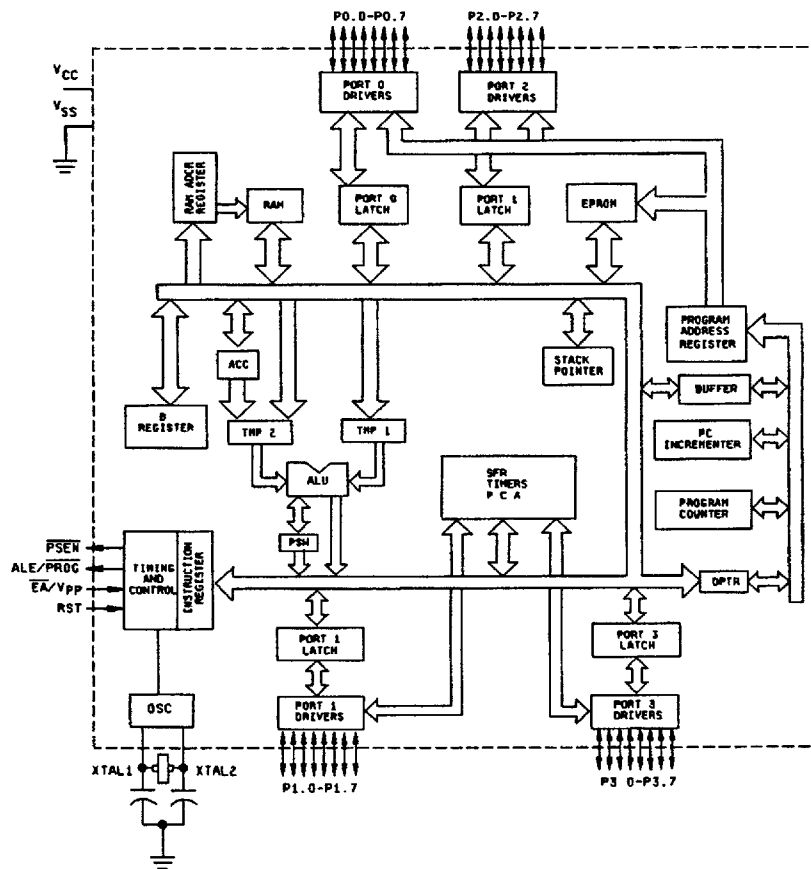 P0.0-P0.7
P2.0-P2.7
VCC
VSS
PORT 0
DRIVERS
PORT 2
DRIVERS
RAM ADDR
REGISTER
RAM
PORT 0
LATCH
PORT 1
LATCH
EPROM
PROGRAM
ADDRESS
REGISTER
ACC
STACK
POINTER
BUFFER
B
REGISTER
TMP 2
TMP 1
PC
INCREMENTER
ALU
SFR
TIMERS
P C A
PROGRAM
COUNTER
PSW
PSEN
ALE/PROG
EA/VPP
RST
TIMING
AND
CONTROL
INSTRUCTION
REGISTER
DPTR
PORT 1
LATCH
PORT 3
LATCH
OSC
PORT 1
DRIVERS
PORT 3
DRIVERS
XTAL1
XTAL2
P1.0-P1.7
P3 0-P3.7